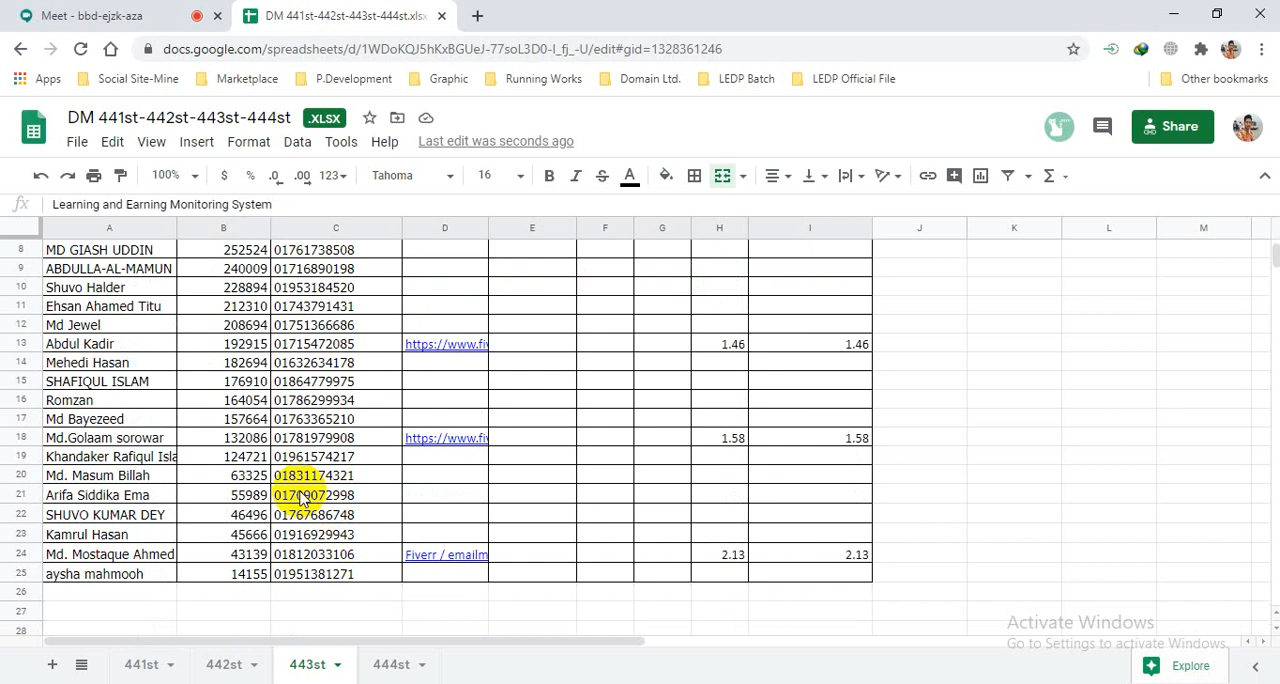 Meet - bbd-ejzk-aza
DM 441st-442st-443st-444st.xlsx
docs.google.com/spreadsheets/d/1WDoKQJ5hKxBGUeJ-77soL3D0-I_fj_-U/edit#gid=1328361246
Apps Social Site-Mine Marketplace P.Development Graphic Running Works Domain Ltd. LEDP Batch LEDP Official File Other bookmarks
DM 441st-442st-443st-444st .XLSX
Share
File Edit View Insert Format Data Tools Help Last edit was seconds ago
100% $ % .0 .00 123 Tahoma 16 B I S A Σ
fx Learning and Earning Monitoring System
A B C D E F G H I J K L M
8 MD GIASH UDDIN 252524 01761738508
9 ABDULLA-AL-MAMUN 240009 01716890198
10 Shuvo Halder 228894 01953184520
11 Ehsan Ahamed Titu 212310 01743791431
12 Md Jewel 208694 01751366686
13 Abdul Kadir 192915 01715472085 https://www.fiv 1.46 1.46
14 Mehedi Hasan 182694 01632634178
15 SHAFIQUL ISLAM 176910 01864779975
16 Romzan 164054 01786299934
17 Md Bayezeed 157664 01763365210
18 Md.Golaam sorowar 132086 01781979908 https://www.fiv 1.58 1.58
19 Khandaker Rafiqul Isla 124721 01961574217
20 Md. Masum Billah 63325 01831174321
21 Arifa Siddika Ema 55989 01709072998
22 SHUVO KUMAR DEY 46496 01767686748
23 Kamrul Hasan 45666 01916929943
24 Md. Mostaque Ahmed 43139 01812033106 Fiverr / emailm 2.13 2.13
25 aysha mahmooh 14155 01951381271
26
27
28
Activate Windows
Go to Settings to activate Windows.
441st 442st 443st 444st Explore